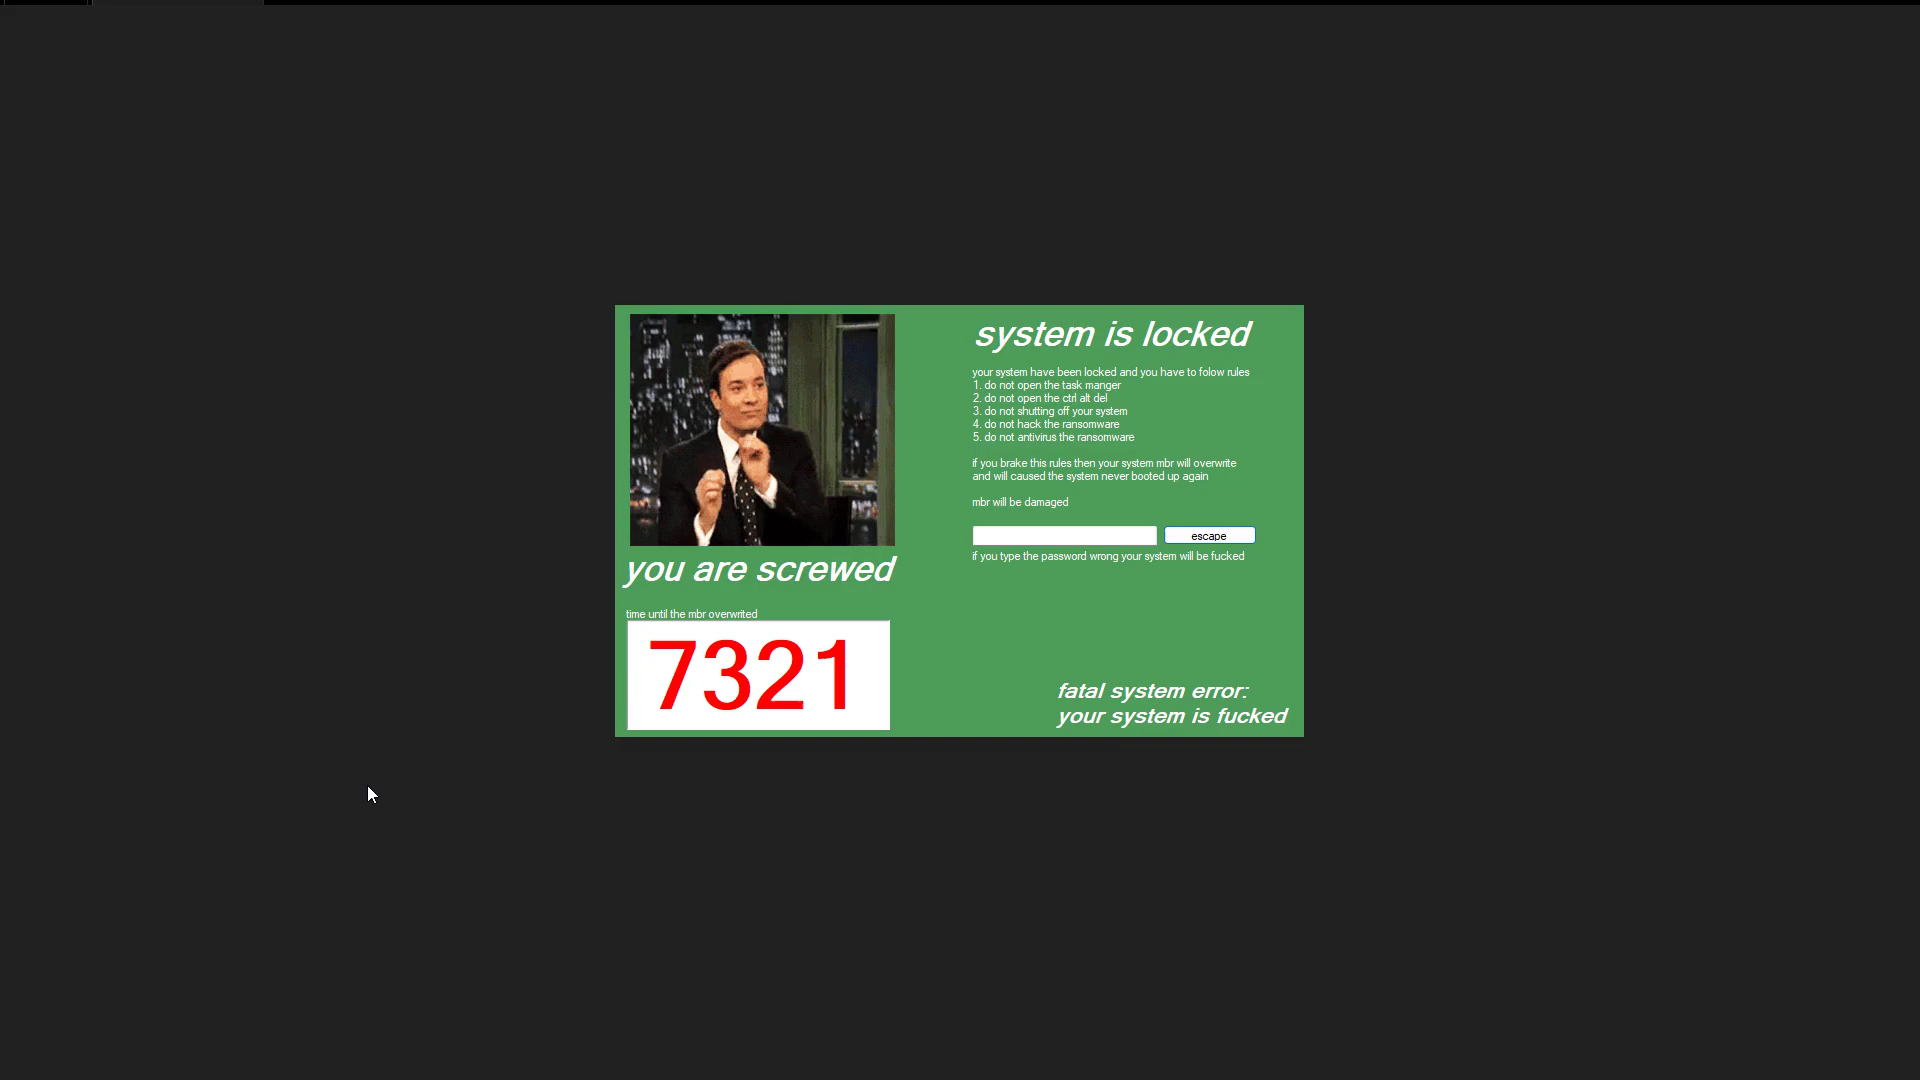 you are screwed
time until the mbr overwrited
7321
system is locked
your system have been locked and you have to folow rules
1. do not open the task manger
2. do not open the ctrl alt del
3. do not shutting off your system
4. do not hack the ransomware
5. do not antivirus the ransomware
if you brake this rules then your system mbr will overwrite
and will caused the system never booted up again
mbr will be damaged
escape
if you type the password wrong your system will be fucked
fatal system error:
your system is fucked